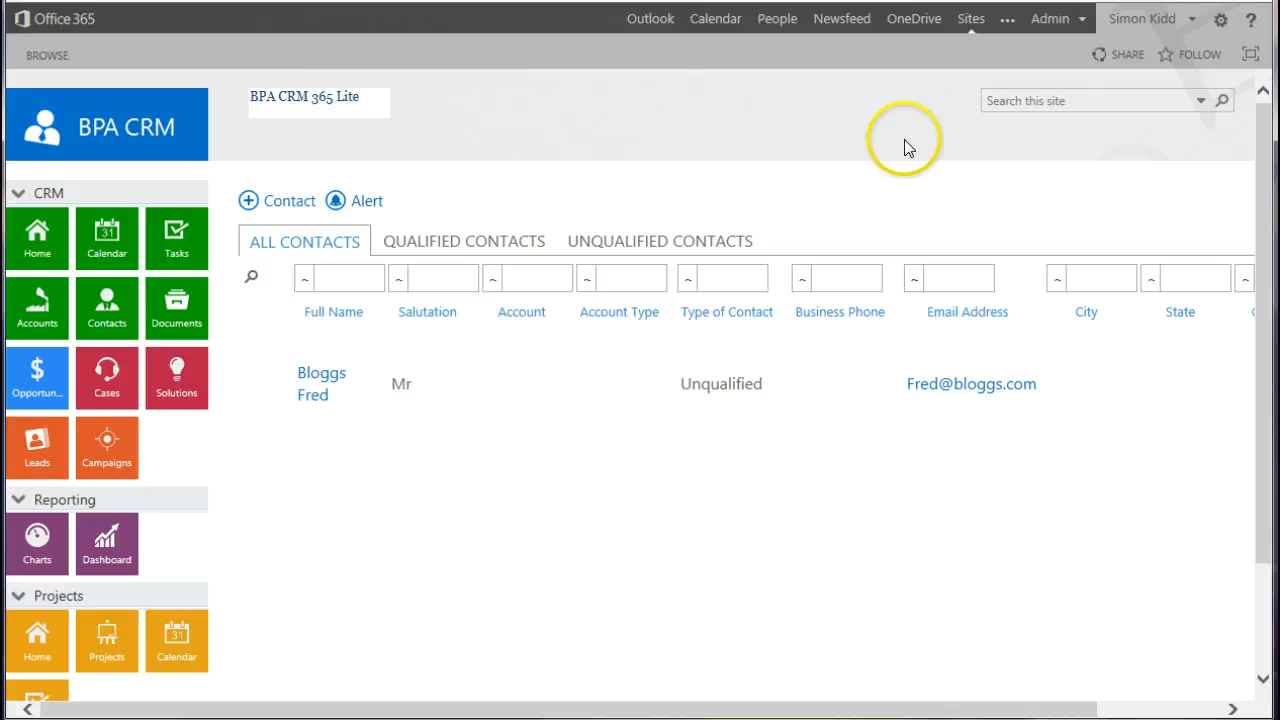 Office 365
Outlook Calendar People Newsfeed OneDrive Sites ... Admin Simon Kidd ?
BROWSE SHARE FOLLOW
BPA CRM
BPA CRM 365 Lite
Search this site
CRM
Home Calendar 31 Tasks
Accounts Contacts Documents
$ Opportun... Cases Solutions
Leads Campaigns
Reporting
Charts Dashboard
Projects
Home Projects Calendar 31
Contact Alert
ALL CONTACTS QUALIFIED CONTACTS UNQUALIFIED CONTACTS
~ ~ ~ ~ ~ ~ ~ ~ ~ ~
Full Name Salutation Account Account Type Type of Contact Business Phone Email Address City State
Bloggs
Fred Mr Unqualified Fred@bloggs.com